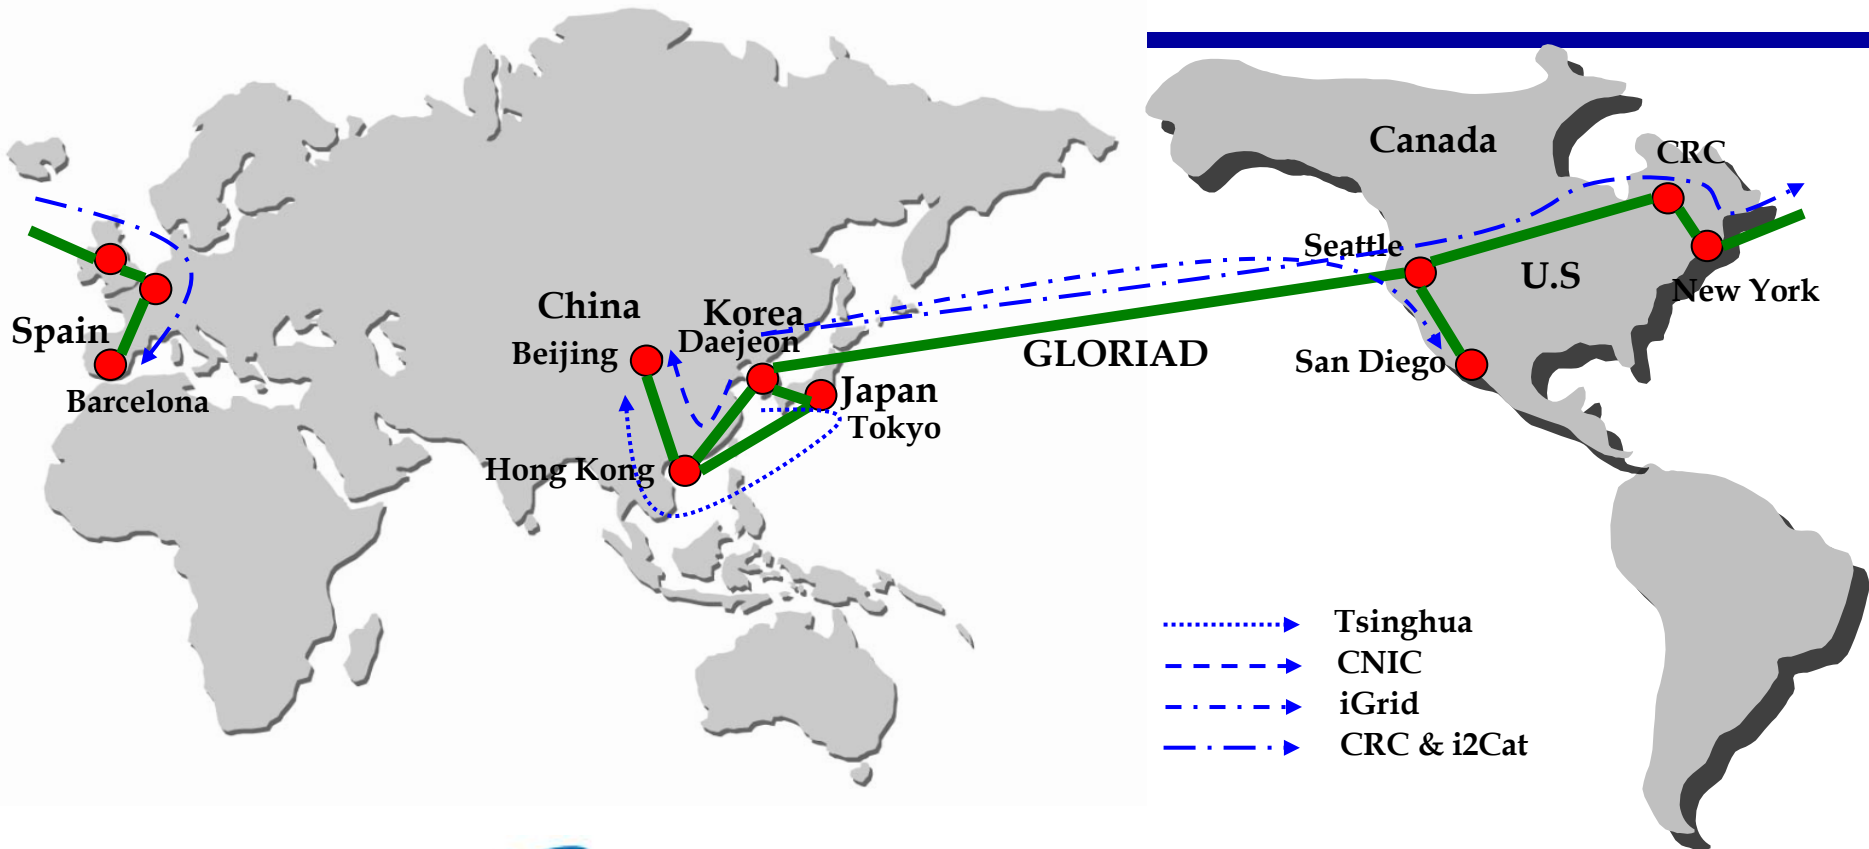 Canada
CRC
Seattle
U.S
New York
China
Korea
Spain
Beijing
Daejeon
GLORIAD
San Diego
Barcelona
Japan
Tokyo
Hong Kong
Tsinghua
CNIC
iGrid
CRC & i2Cat